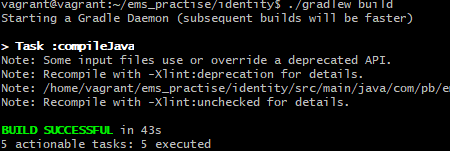 vagrant@vagrant:~/ems_practise/identity$ ./gradlew build
Starting a Gradle Daemon (subsequent builds will be faster)
> Task :compileJava
Note: Some input files use or override a deprecated API.
Note: Recompile with -Xlint:deprecation for details.
Note: /home/vagrant/ems_practise/identity/src/main/java/com/pb/e
Note: Recompile with -Xlint:unchecked for details.
BUILD SUCCESSFUL in 43s
5 actionable tasks: 5 executed